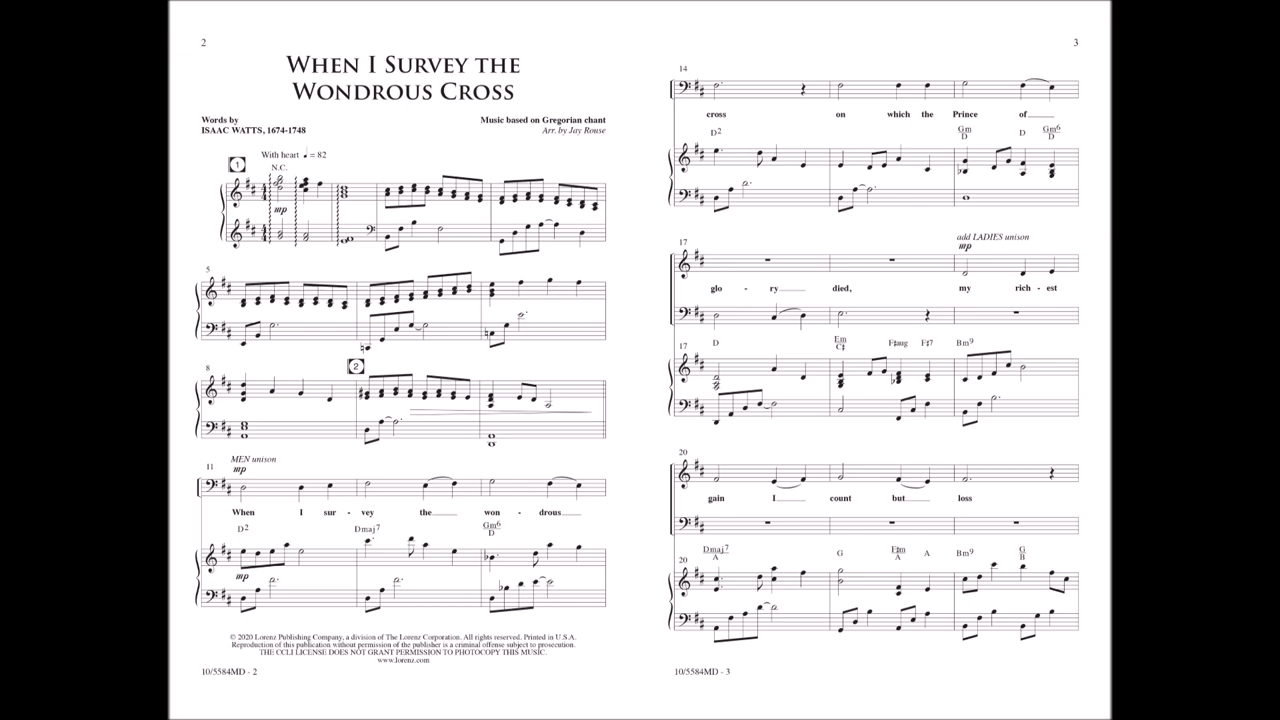 2
WHEN I SURVEY THE
WONDROUS CROSS
Words by
ISAAC WATTS, 1674-1748
Music based on Gregorian chant
Arr. by Jay Rouse
With heart ♩ = 82
1
N.C.
mp
5
8
2
MEN unison
11
mp
When I sur - vey the won - drous
D2 Dmaj7 Gm6/D
mp
© 2020 Lorenz Publishing Company, a division of The Lorenz Corporation. All rights reserved. Printed in U.S.A.
Reproduction of this publication without permission of the publisher is a criminal offense subject to prosecution.
THE CCLI LICENSE DOES NOT GRANT PERMISSION TO PHOTOCOPY THIS MUSIC.
www.lorenz.com
10/5584MD - 2
3
14
cross on which the Prince of
D2 Gm/D D Gm6/D
add LADIES unison
17
mp
glo - ry died, my rich - est
17
D Em/C♯ F♯aug F♯7 Bm9
20
gain I count but loss
20
Dmaj7/A G F♯m/A A Bm9 G/B
10/5584MD - 3